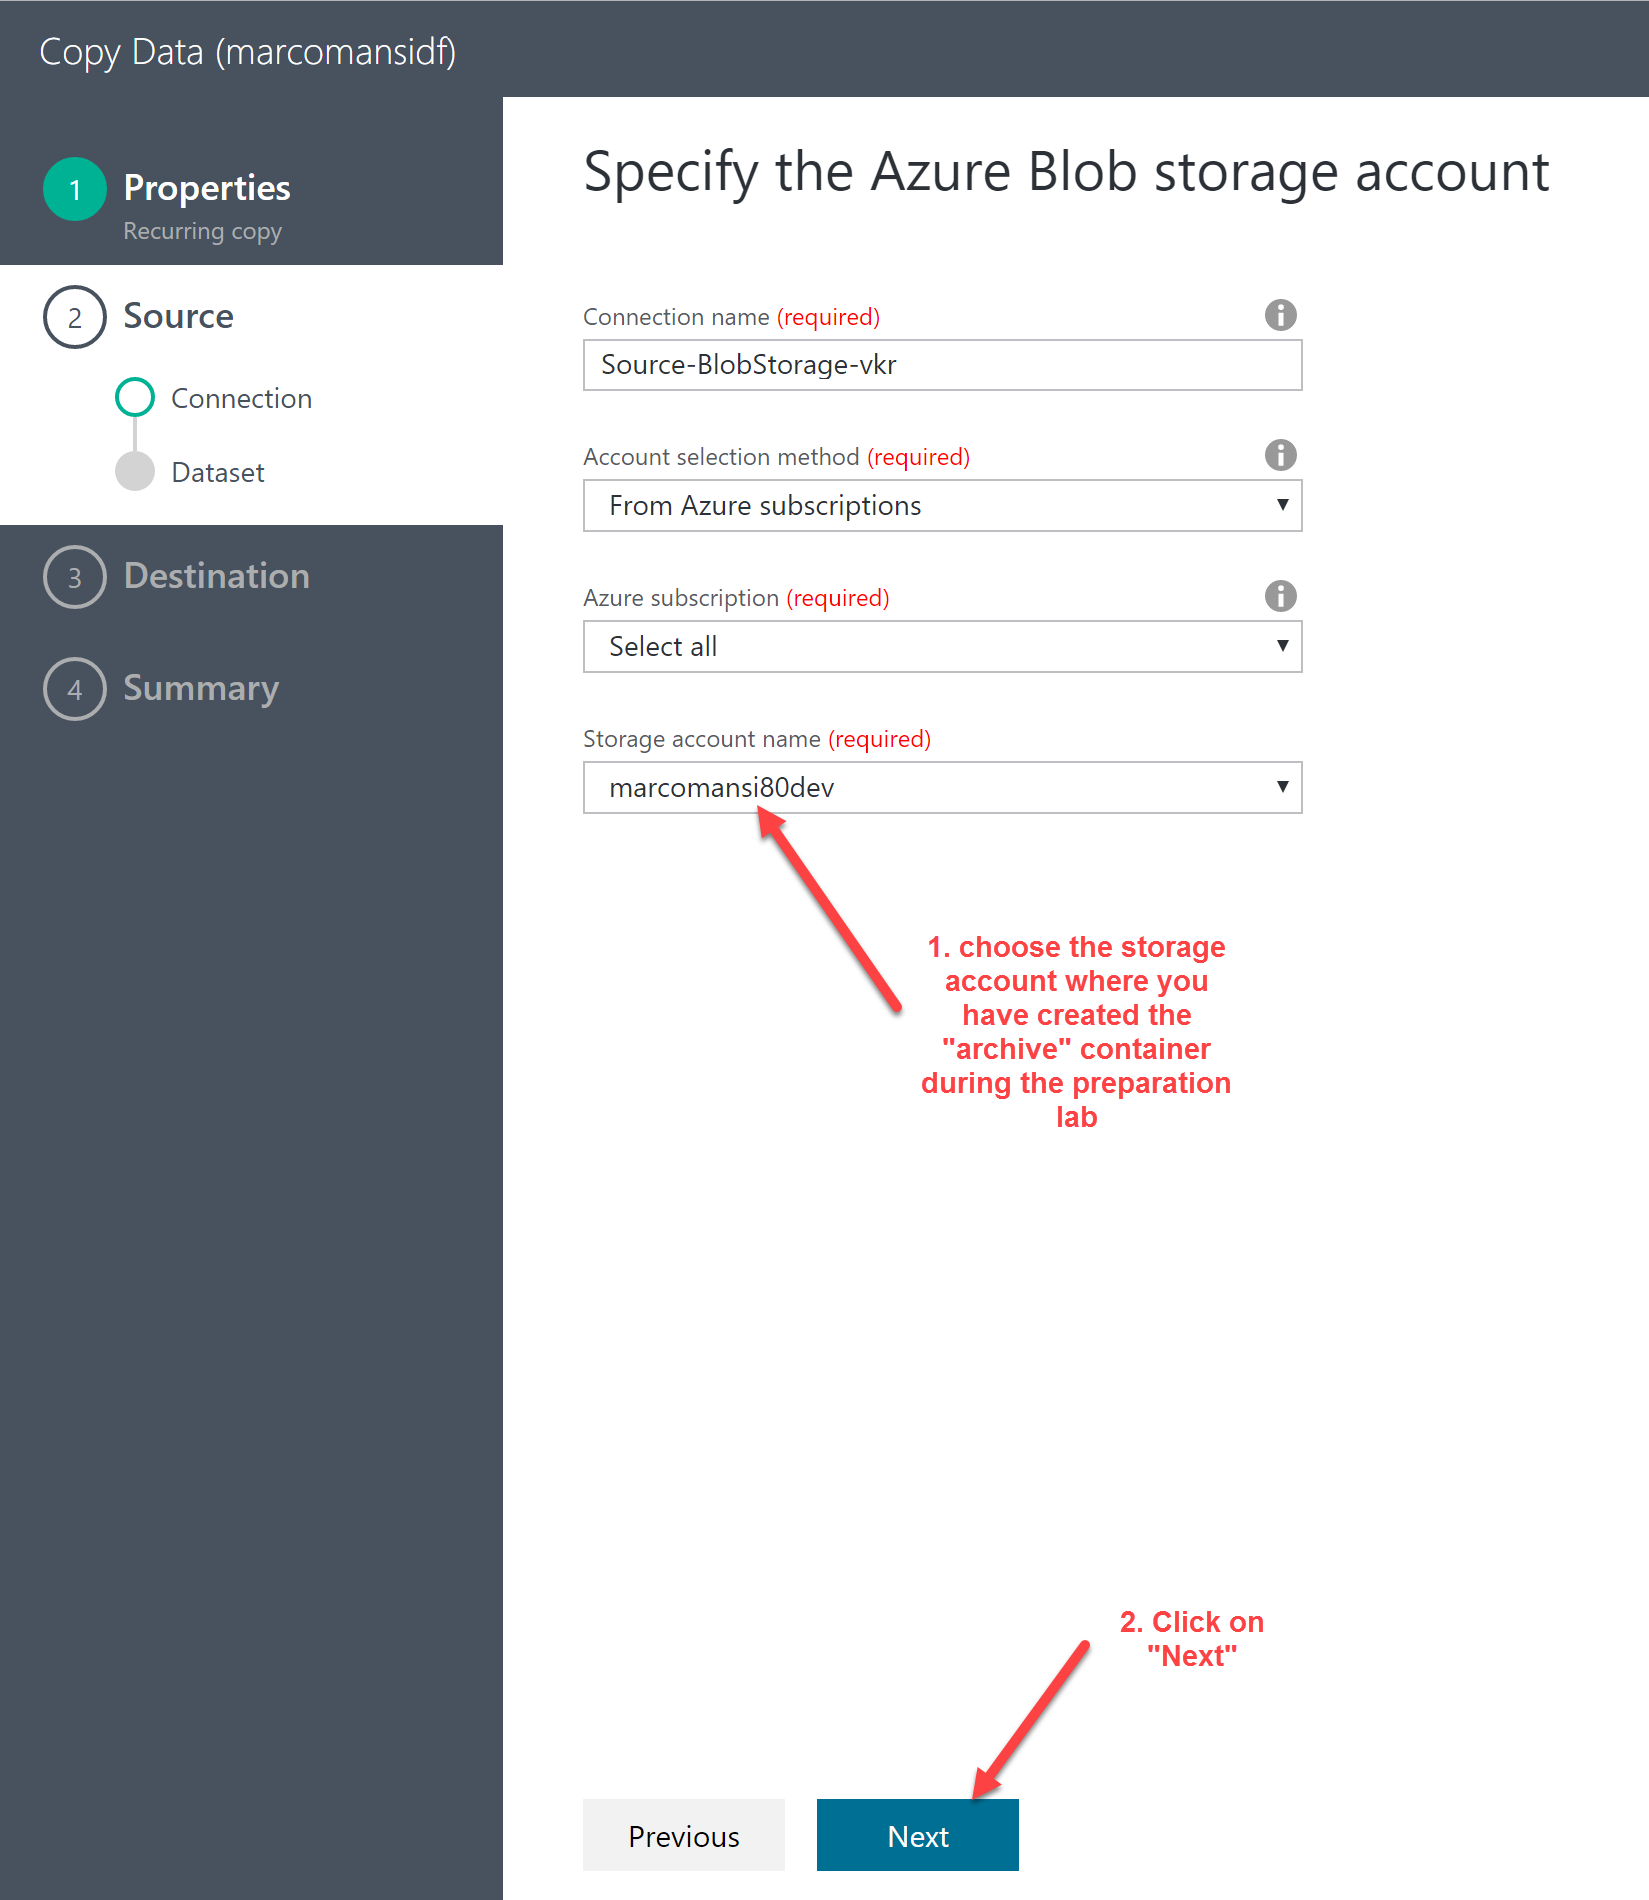 Copy Data (marcomansidf)
1 Properties
Recurring copy
2 Source
Connection
Dataset
3 Destination
4 Summary
Specify the Azure Blob storage account
Connection name (required)
Source-BlobStorage-vkr
Account selection method (required)
From Azure subscriptions
Azure subscription (required)
Select all
Storage account name (required)
marcomansi80dev
1. choose the storage
account where you
have created the
"archive" container
during the preparation
lab
2. Click on
"Next"
Previous
Next